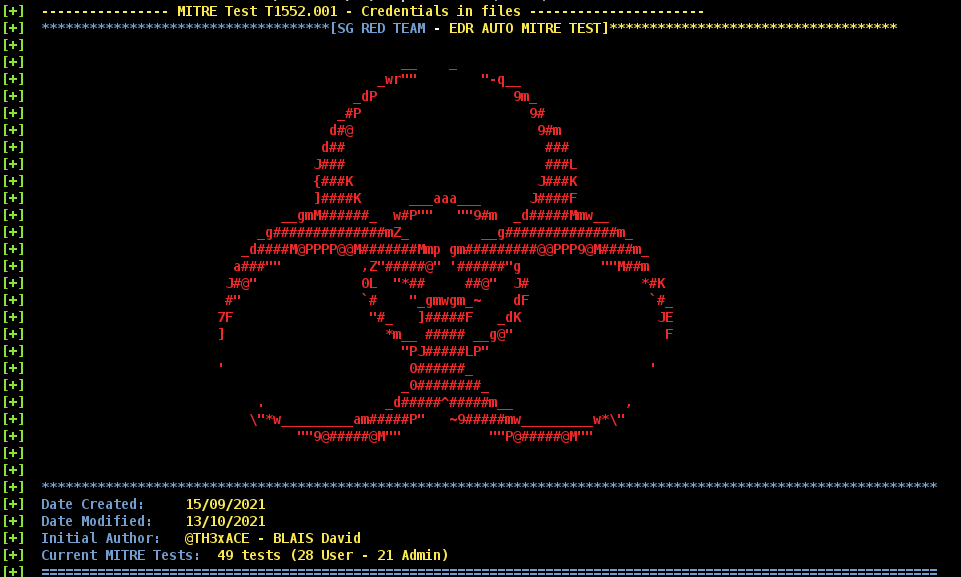 [+] ---------------- MITRE Test T1552.001 - Credentials in files ----------------------
[+] ************************************[SG RED TEAM - EDR AUTO MITRE TEST]************************************
[+]
[+]                                              __    _
[+]                                           _wr""        "-q__
[+]                                        _dP                 9m_
[+]                                      _#P                     9#
[+]                                     d#@                       9#m
[+]                                    d##                         ###
[+]                                   J###                         ###L
[+]                                   {###K                       J###K
[+]                                   ]####K      ___aaa___      J####F
[+]                               __gmM######_  w#P""   ""9#m  _d#####Mmw__
[+]                            _g##############mZ_         __g##############m_
[+]                          _d####M@PPPP@@M#######Mmp gm#########@@PPP9@M####m_
[+]                         a###""          ,Z"#####@" '######"g          ""M##m
[+]                        J#@"             0L  "*##     ##@"  J#              *#K
[+]                        #"               `#    "_gmwgm_~    dF               `#_
[+]                       7F                 "#_   ]#####F   _dK                 JE
[+]                       ]                    *m__ ##### __g@"                   F
[+]                                              "PJ#####LP"
[+]                       '                       0######_                      '
[+]                                              _0########_
[+]                            .               _d#####^#####m__              ,
[+]                           \"*w_________am#####P"   ~9#####mw_________w*\"
[+]                                 ""9@#####@M""           ""P@#####@M""
[+]
[+]
[+] ****************************************************************************************************************
[+] Date Created:     15/09/2021
[+] Date Modified:    13/10/2021
[+] Initial Author:   @TH3xACE - BLAIS David
[+] Current MITRE Tests:  49 tests (28 User - 21 Admin)
[+] ================================================================================================================